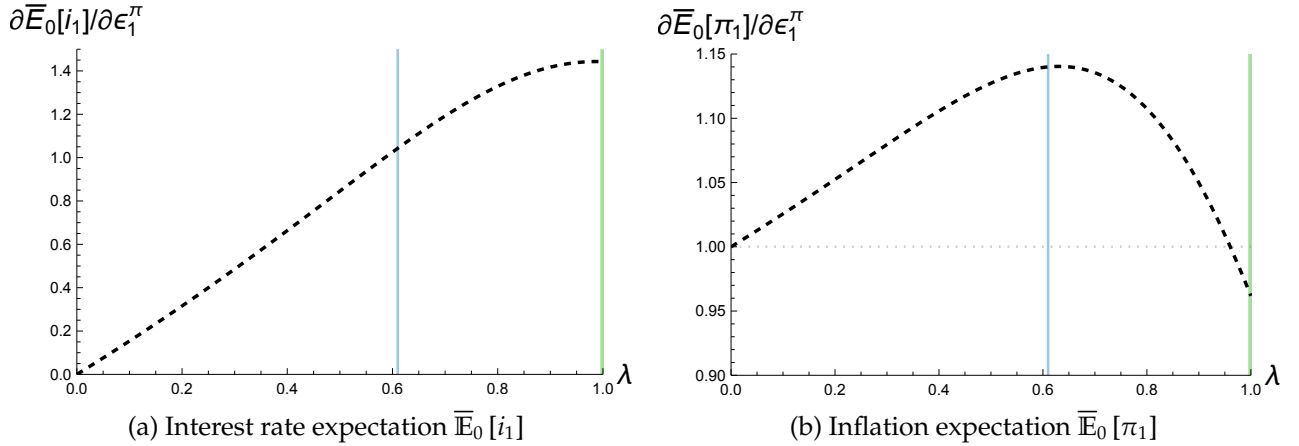 ∂E̅₀[i₁]/∂ϵ₁^π
1.4
1.2
1.0
0.8
0.6
0.4
0.2
0.0
0.0 0.2 0.4 0.6 0.8 1.0 λ
(a) Interest rate expectation 𝔼̅₀ [i₁]
∂E̅₀[π₁]/∂ϵ₁^π
1.15
1.10
1.05
1.00
0.95
0.90
0.0 0.2 0.4 0.6 0.8 1.0 λ
(b) Inflation expectation 𝔼̅₀ [π₁]